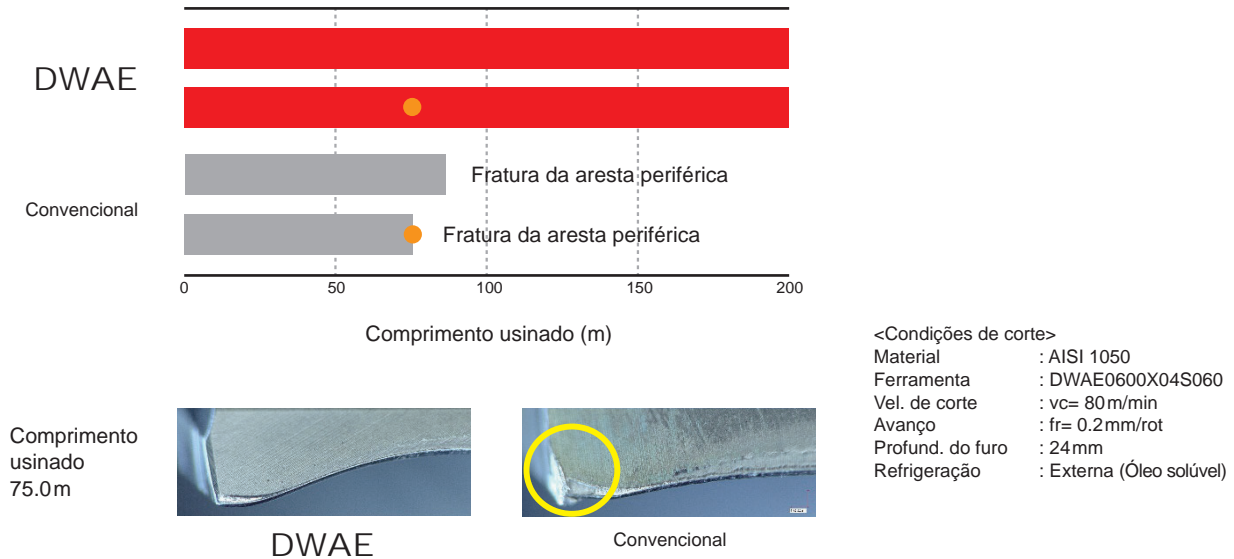 DWAE
Convencional
Fratura da aresta periférica
Fratura da aresta periférica
0 50 100 150 200
Comprimento usinado (m)
<Condições de corte>
Material : AISI 1050
Ferramenta : DWAE0600X04S060
Vel. de corte : vc= 80m/min
Avanço : fr= 0.2mm/rot
Profund. do furo : 24mm
Refrigeração : Externa (Óleo solúvel)
Comprimento
usinado
75.0m
DWAE
Convencional